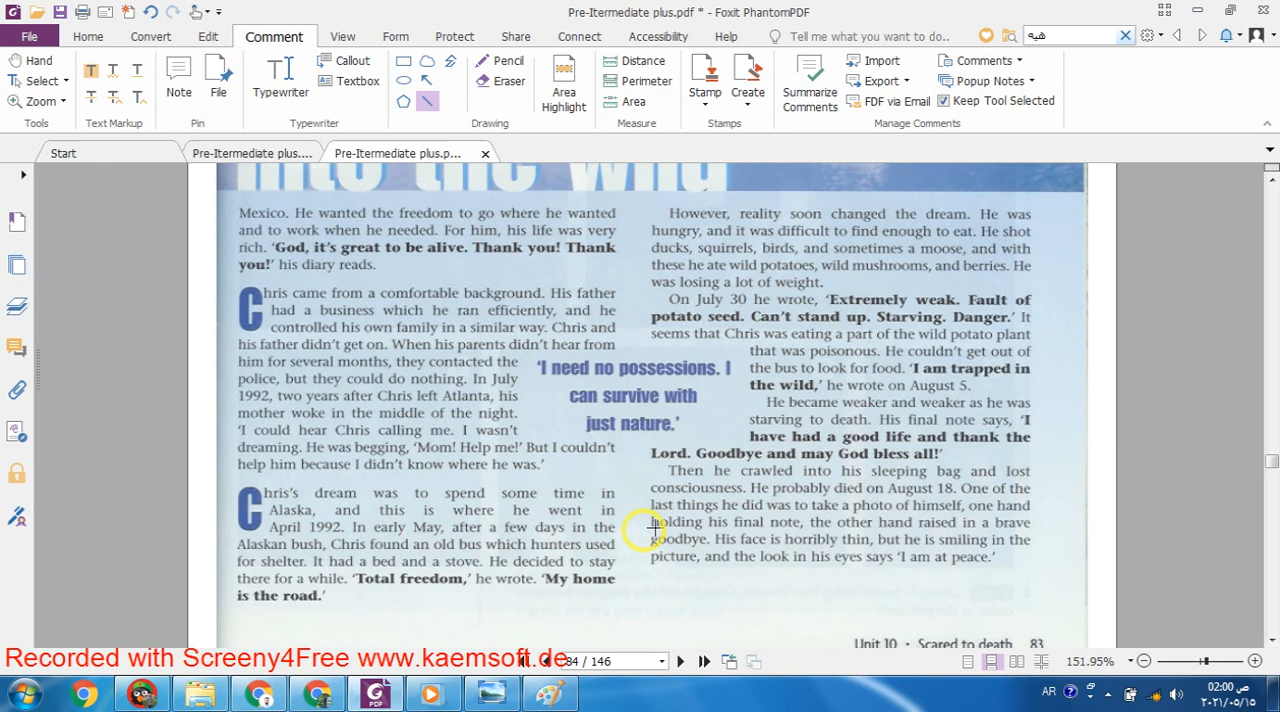 Pre-Itermediate plus.pdf * - Foxit PhantomPDF
File Home Convert Edit Comment View Form Protect Share Connect Accessibility Help Tell me what you want to do.. هيه
Hand Select Zoom
Tools
Text Markup
Note File
Pin
Typewriter Callout Textbox
Typewriter
Pencil Eraser Area Highlight
Drawing
Distance Perimeter Area
Measure
Stamp Create
Stamps
Summarize Comments Import Export FDF via Email Comments Popup Notes Keep Tool Selected
Manage Comments
Start Pre-Itermediate plus.... Pre-Itermediate plus.p...
into the wild
Mexico. He wanted the freedom to go where he wanted
and to work when he needed. For him, his life was very
rich. 'God, it's great to be alive. Thank you! Thank
you!' his diary reads.
Chris came from a comfortable background. His father
had a business which he ran efficiently, and he
controlled his own family in a similar way. Chris and
his father didn't get on. When his parents didn't hear from
him for several months, they contacted the
police, but they could do nothing. In July
1992, two years after Chris left Atlanta, his
mother woke in the middle of the night.
'I could hear Chris calling me. I wasn't
dreaming. He was begging, 'Mom! Help me!' But I couldn't
help him because I didn't know where he was.'
Chris's dream was to spend some time in
Alaska, and this is where he went in
April 1992. In early May, after a few days in the
Alaskan bush, Chris found an old bus which hunters used
for shelter. It had a bed and a stove. He decided to stay
there for a while. 'Total freedom,' he wrote. 'My home
is the road.'
'I need no possessions. I
can survive with
just nature.'
However, reality soon changed the dream. He was
hungry, and it was difficult to find enough to eat. He shot
ducks, squirrels, birds, and sometimes a moose, and with
these he ate wild potatoes, wild mushrooms, and berries. He
was losing a lot of weight.
On July 30 he wrote, 'Extremely weak. Fault of
potato seed. Can't stand up. Starving. Danger.' It
seems that Chris was eating a part of the wild potato plant
that was poisonous. He couldn't get out of
the bus to look for food. 'I am trapped in
the wild,' he wrote on August 5.
He became weaker and weaker as he was
starving to death. His final note says, 'I
have had a good life and thank the
Lord. Goodbye and may God bless all!'
Then he crawled into his sleeping bag and lost
consciousness. He probably died on August 18. One of the
last things he did was to take a photo of himself, one hand
holding his final note, the other hand raised in a brave
goodbye. His face is horribly thin, but he is smiling in the
picture, and the look in his eyes says 'I am at peace.'
Unit 10 • Scared to death 83
Recorded with Screeny4Free www.kaemsoft.de
84 / 146 151.95%
AR 02:00 ص
٢٠٢١/٠٥/١٥